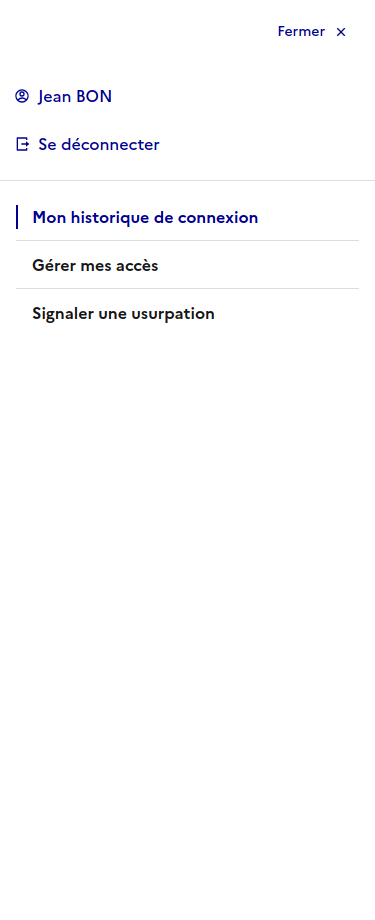 Fermer
Jean BON
Se déconnecter
Mon historique de connexion
Gérer mes accès
Signaler une usurpation